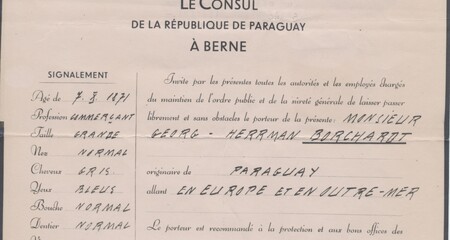 LE CONSUL
DE LA RÉPUBLIQUE DE PARAGUAY
À BERNE
SIGNALEMENT
Agé de 7. X. 1871
Profession COMMERÇANT
Taille GRANDE
Nez NORMAL
Cheveux GRIS
Yeux BLEUS
Bouche NORMAL
Dentier NORMAL
Invite par les présentes toutes les autorités et les employés chargés
du maintien de l'ordre public et de la sûreté générale de laisser passer
librement et sans obstacles le porteur de la présente: MONSIEUR
GEORG - HERRMAN BORCHARDT
originaire de PARAGUAY
allant EN EUROPE ET EN OUTRE-MER
Le porteur est recommandé à la protection et aux bons offices des